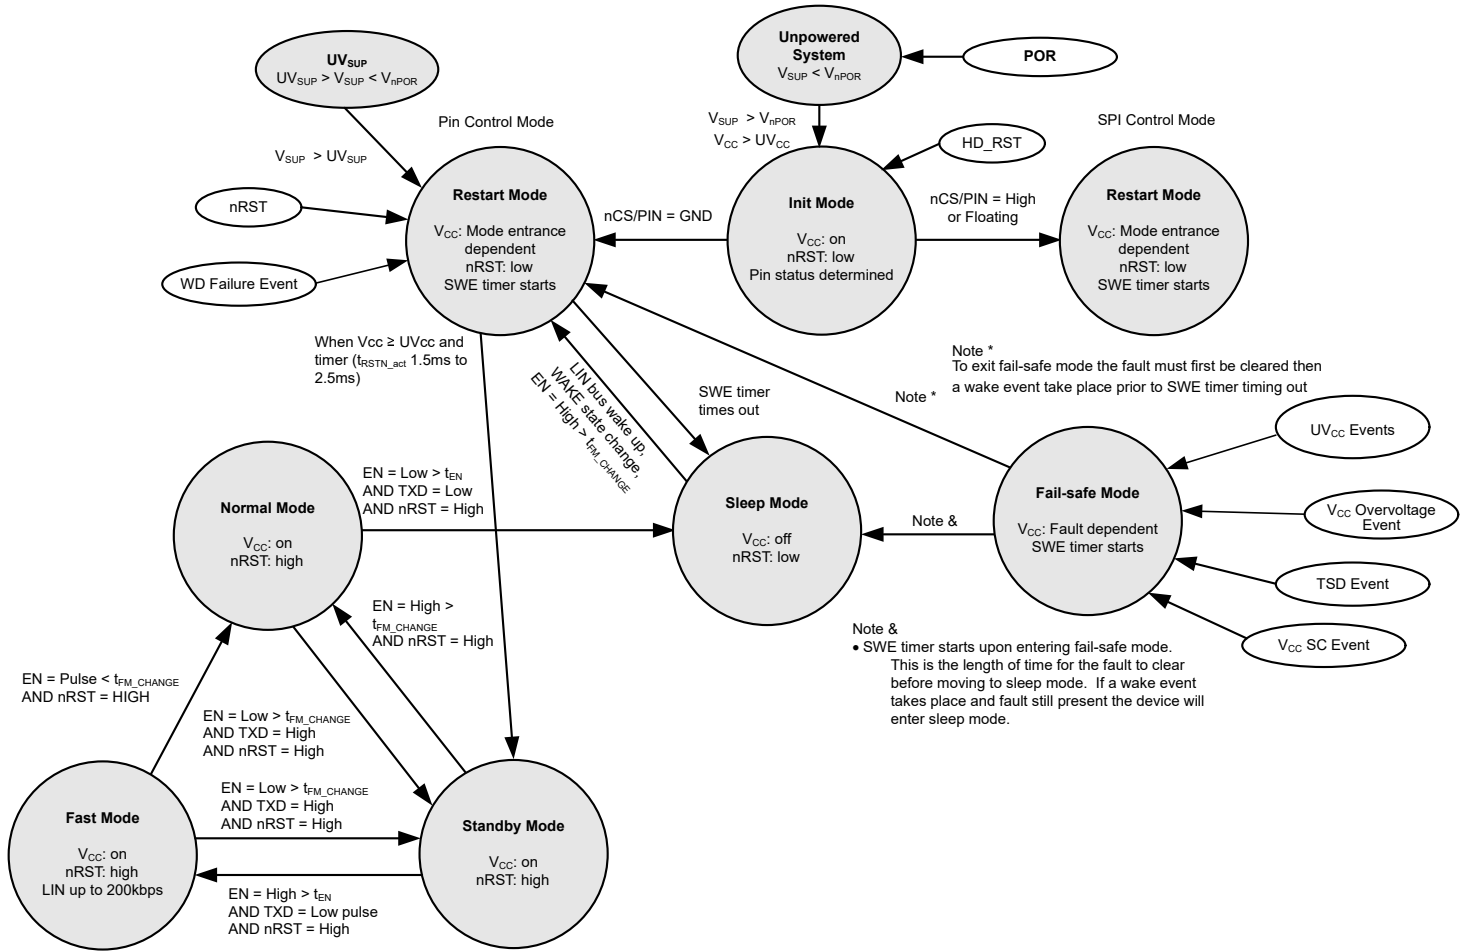 UVSUP
UVSUP > VSUP < VnPOR
Unpowered
System
VSUP < VnPOR
POR
Pin Control Mode
VSUP > VnPOR
VCC > UVCC
SPI Control Mode
HD_RST
VSUP > UVSUP
nRST
WD Failure Event
Restart Mode
VCC: Mode entrance
dependent
nRST: low
SWE timer starts
nCS/PIN = GND
Init Mode
VCC: on
nRST: low
Pin status determined
nCS/PIN = High
or Floating
Restart Mode
VCC: Mode entrance
dependent
nRST: low
SWE timer starts
When Vcc ≥ UVcc and
timer (tRSTN_act 1.5ms to
2.5ms)
LIN bus wake up,
WAKE state change,
EN = High > tFM_CHANGE
SWE timer
times out
Note *
Note *
To exit fail-safe mode the fault must first be cleared then
a wake event take place prior to SWE timer timing out
UVCC Events
VCC Overvoltage
Event
TSD Event
VCC SC Event
Normal Mode
VCC: on
nRST: high
EN = Low > tEN
AND TXD = Low
AND nRST = High
Sleep Mode
VCC: off
nRST: low
Note &
Fail-safe Mode
VCC: Fault dependent
SWE timer starts
Note &
• SWE timer starts upon entering fail-safe mode.
This is the length of time for the fault to clear
before moving to sleep mode. If a wake event
takes place and fault still present the device will
enter sleep mode.
EN = High >
tFM_CHANGE
AND nRST = High
EN = Pulse < tFM_CHANGE
AND nRST = HIGH
EN = Low > tFM_CHANGE
AND TXD = High
AND nRST = High
EN = Low > tFM_CHANGE
AND TXD = High
AND nRST = High
Fast Mode
VCC: on
nRST: high
LIN up to 200kbps
Standby Mode
VCC: on
nRST: high
EN = High > tEN
AND TXD = Low pulse
AND nRST = High